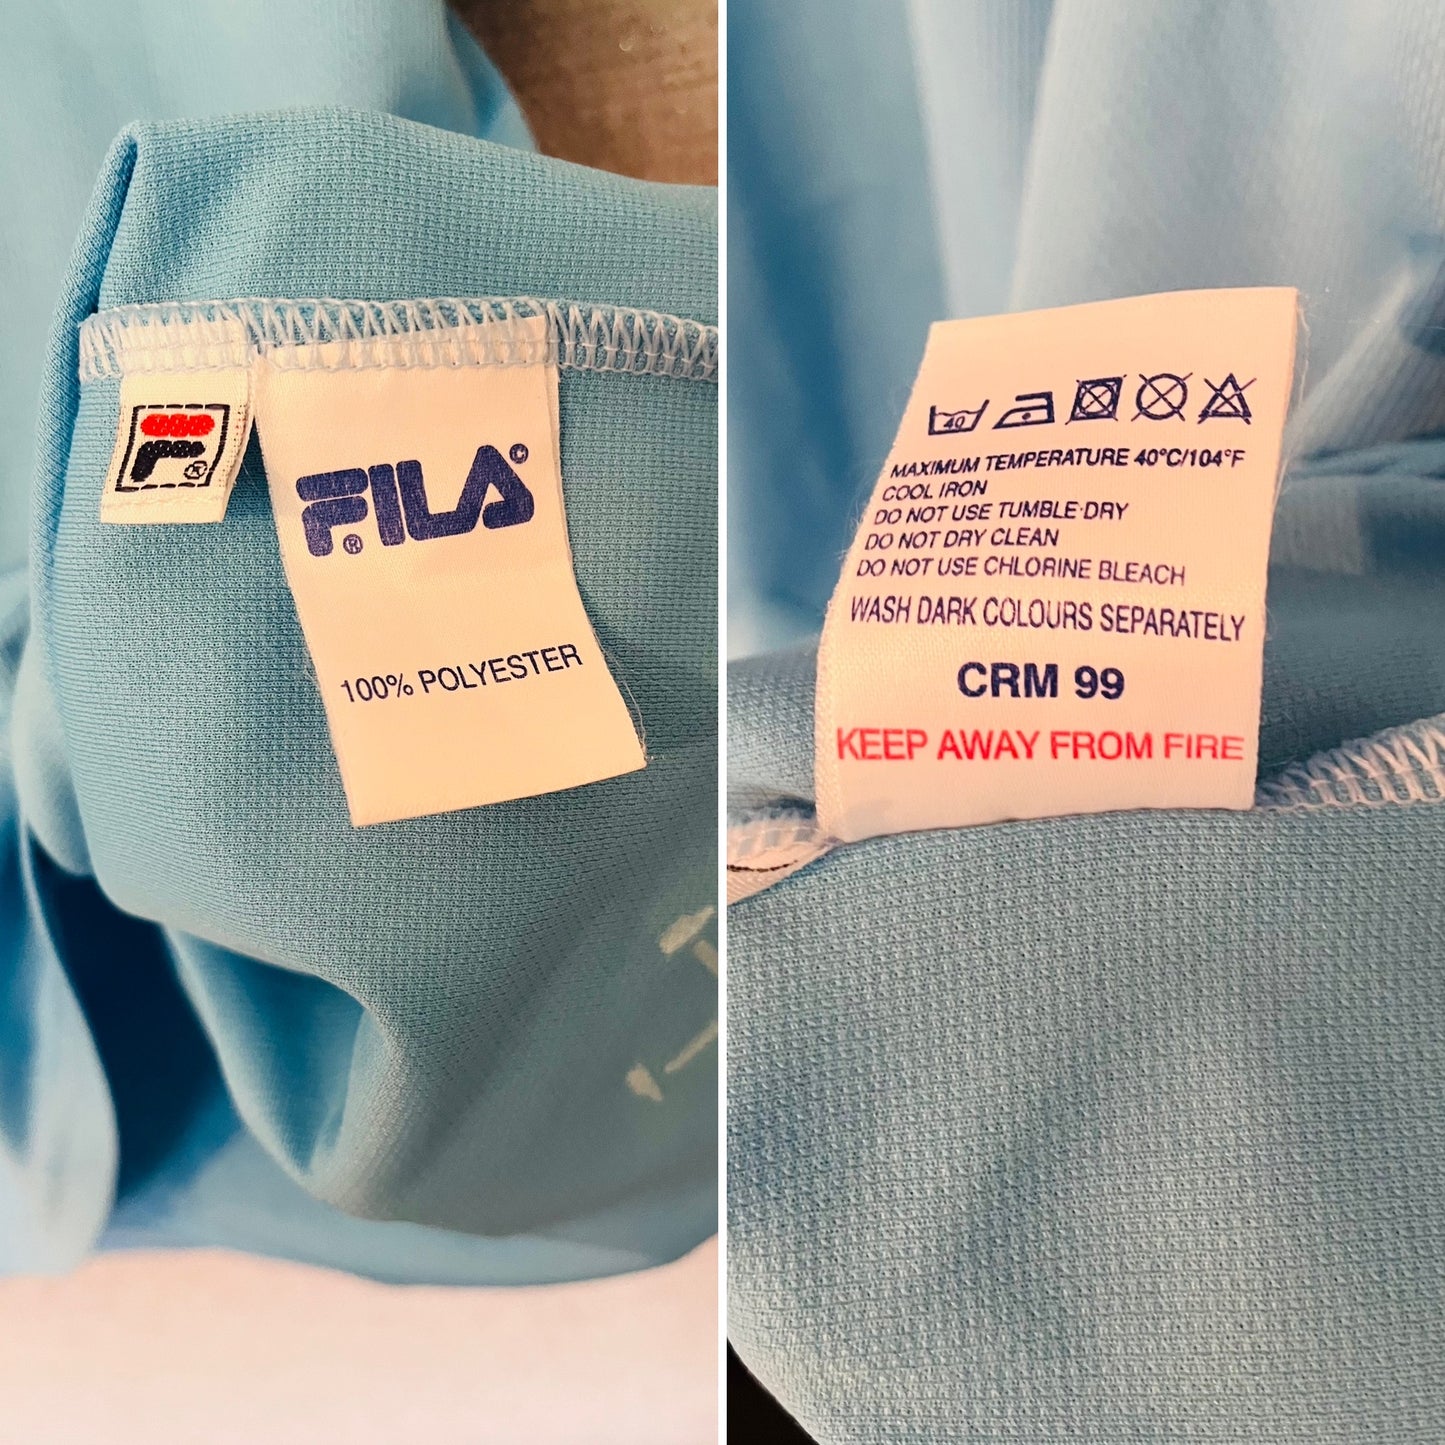 F®
FILA©
®
100% POLYESTER
40
MAXIMUM TEMPERATURE 40°C/104°F
COOL IRON
DO NOT USE TUMBLE DRY
DO NOT DRY CLEAN
DO NOT USE CHLORINE BLEACH
WASH DARK COLOURS SEPARATELY
CRM 99
KEEP AWAY FROM FIRE